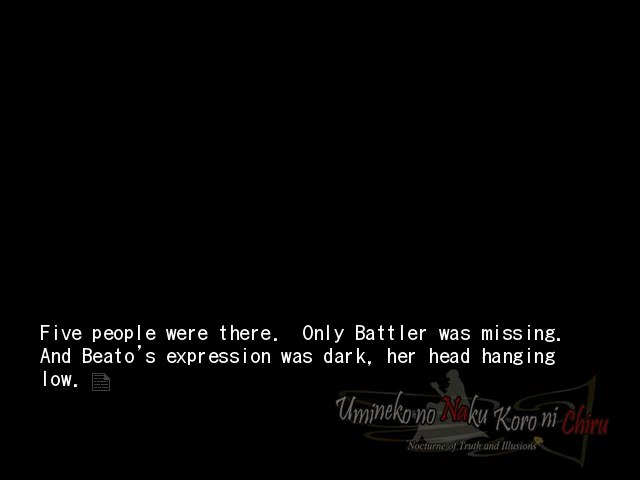 Five people were there.  Only Battler was missing.
And Beato's expression was dark, her head hanging
low.
Umineko no Naku Koro ni Chiru
Nocturne of Truth and Illusions